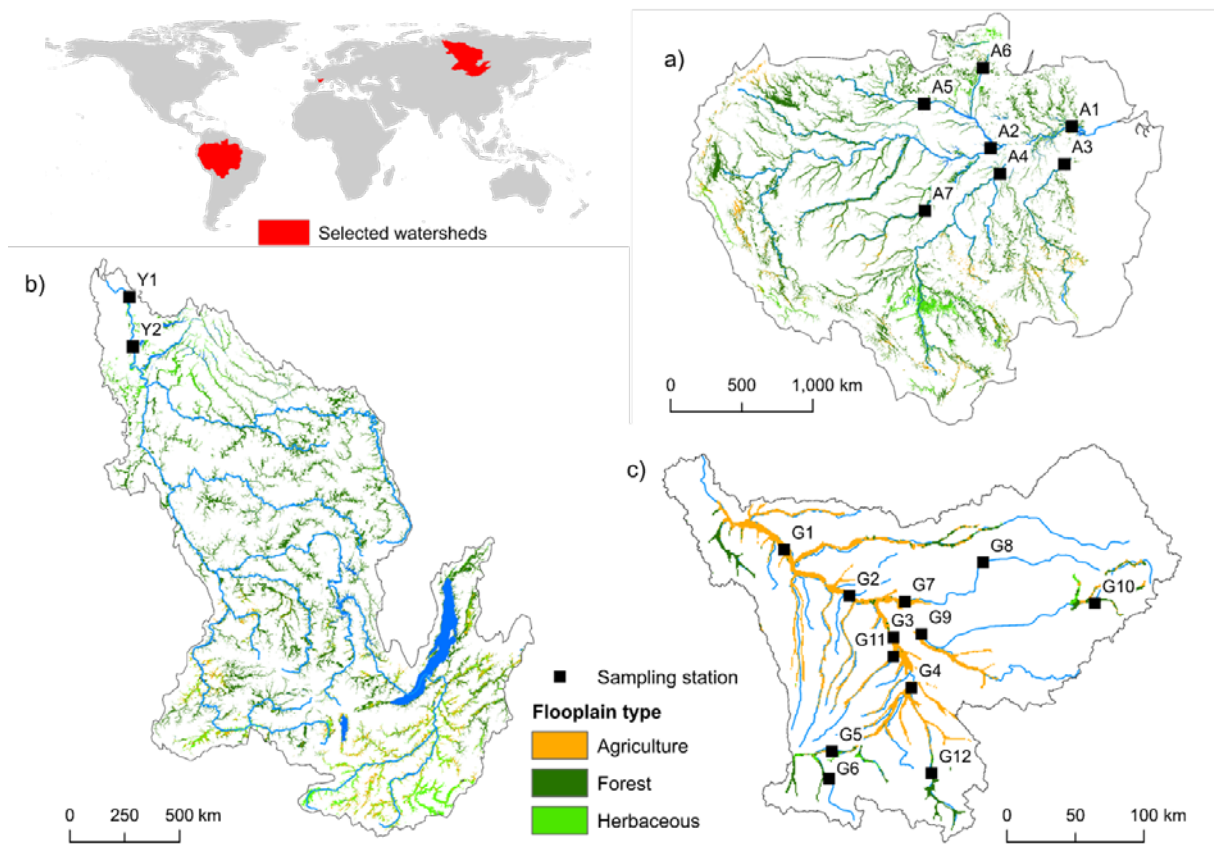 Selected watersheds
a)
A6
A5
A1
A2
A3
A4
A7
0 500 1,000 km
b)
Y1
Y2
0 250 500 km
Sampling station
Flooplain type
Agriculture
Forest
Herbaceous
c)
G1
G8
G2
G7
G10
G3
G9
G11
G4
G5
G12
G6
0 50 100 km